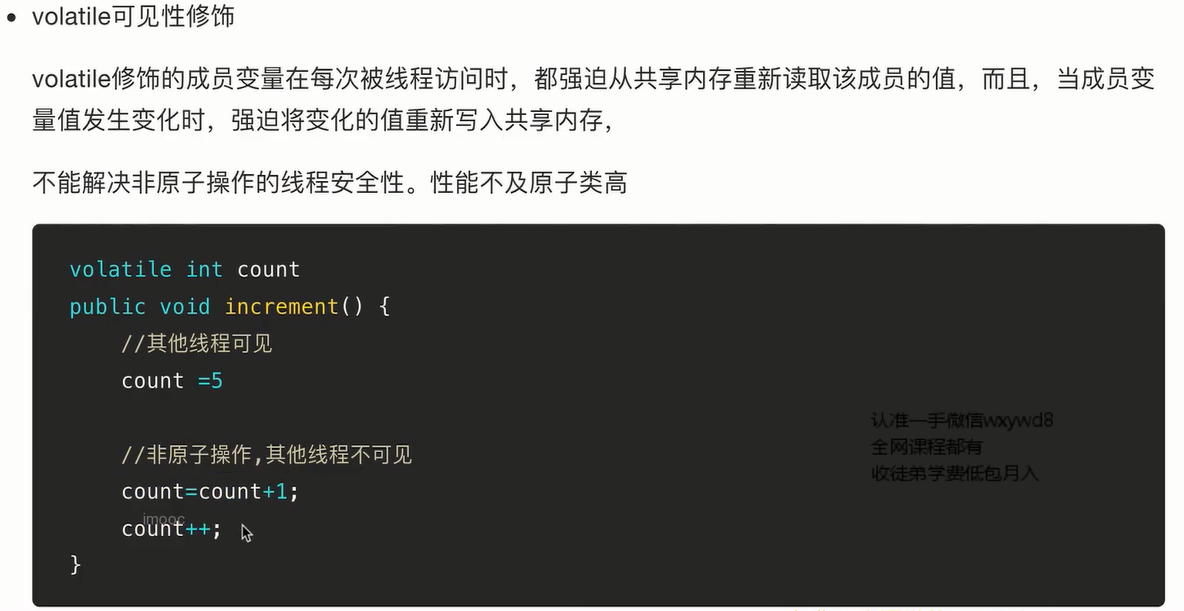 volatile可见性修饰
volatile修饰的成员变量在每次被线程访问时，都强迫从共享内存重新读取该成员的值，而且，当成员变
量值发生变化时，强迫将变化的值重新写入共享内存，
不能解决非原子操作的线程安全性。性能不及原子类高
volatile int count
public void increment() {
//其他线程可见
count =5
//非原子操作,其他线程不可见
count=count+1;
imooc
count++;
}
认准一手微信wxywd8
全网课程都有
收徒弟学费低包月入